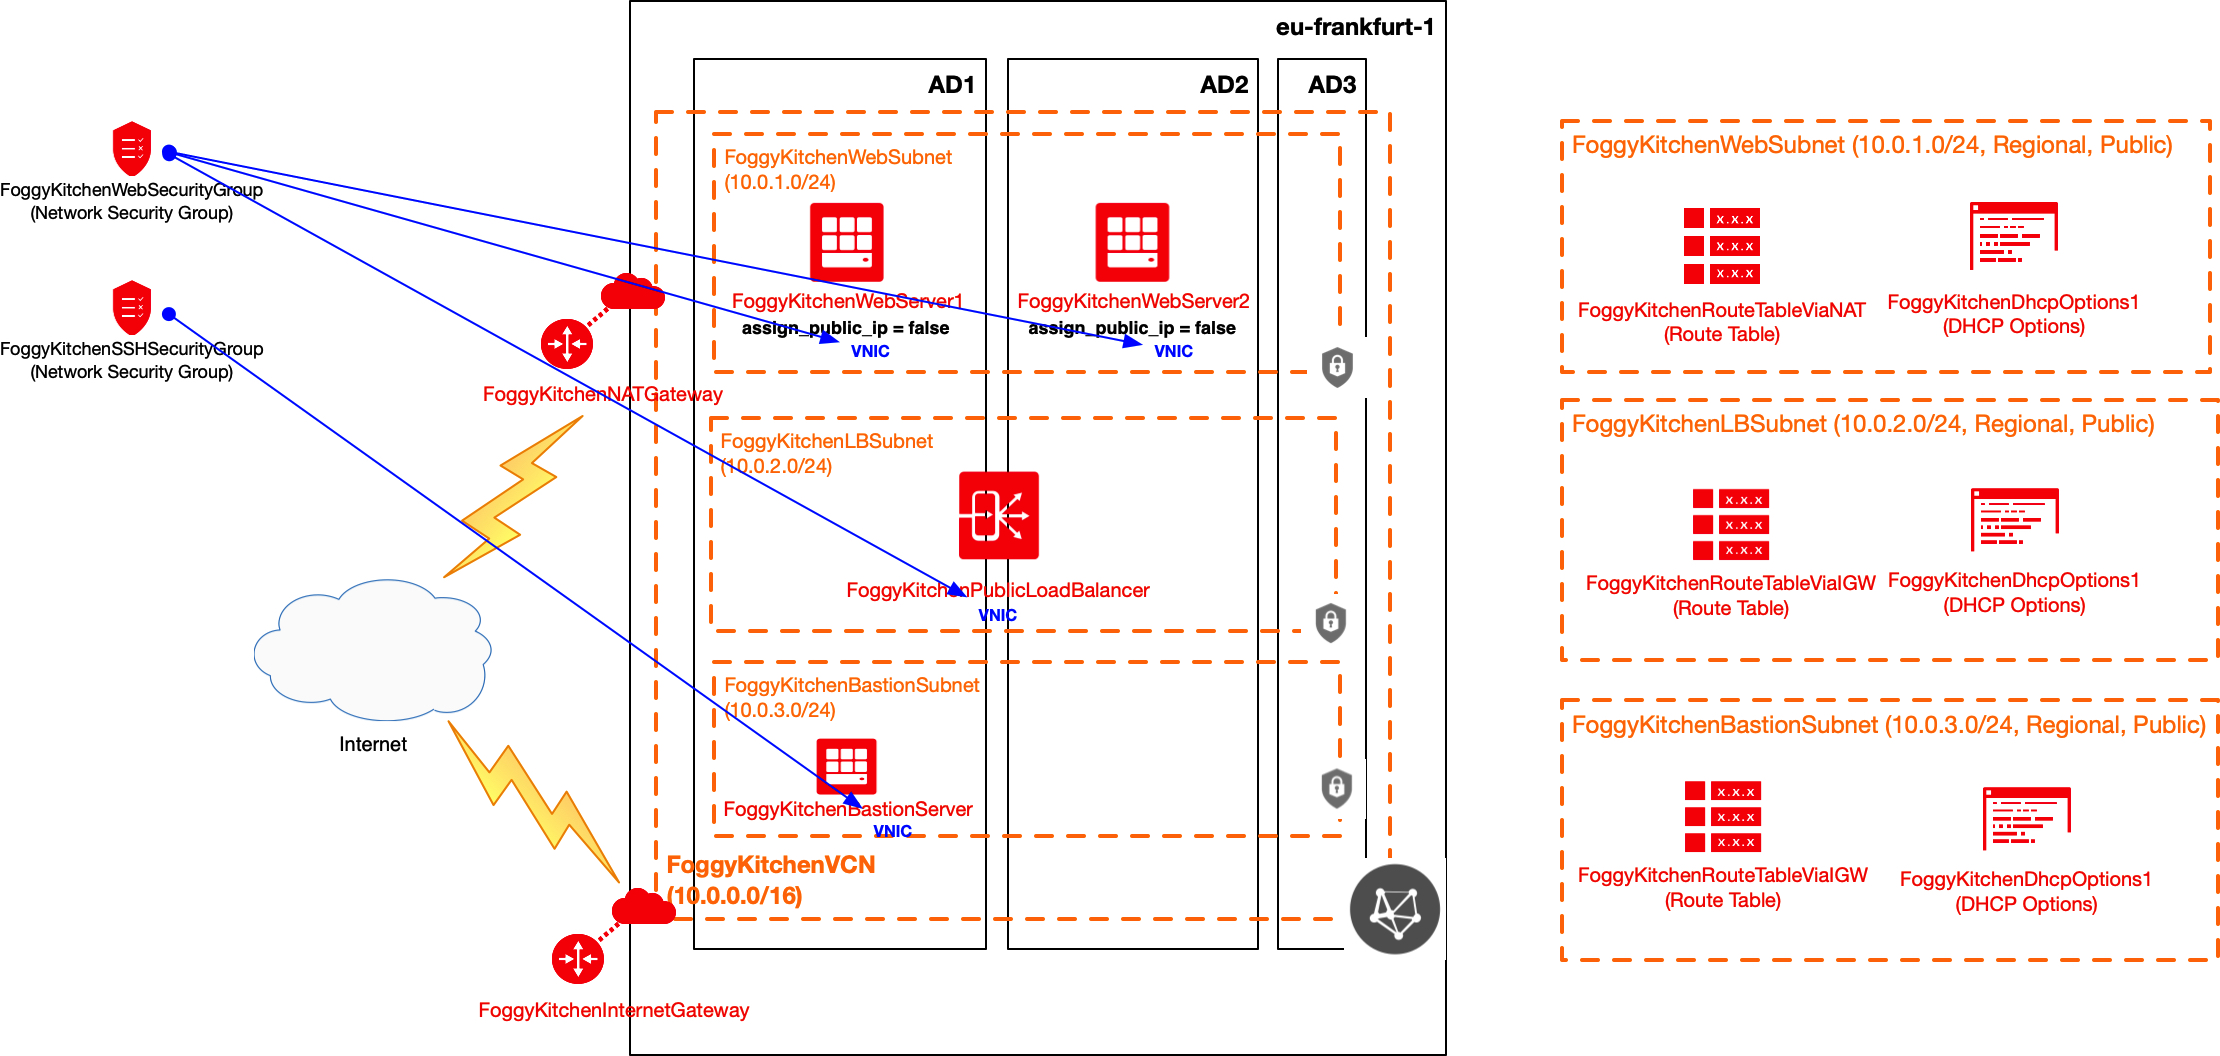 eu-frankfurt-1
AD1
AD2
AD3
FoggyKitchenWebSecurityGroup
(Network Security Group)
FoggyKitchenSSHSecurityGroup
(Network Security Group)
FoggyKitchenWebSubnet
(10.0.1.0/24)
FoggyKitchenWebServer1
assign_public_ip = false
VNIC
FoggyKitchenWebServer2
assign_public_ip = false
VNIC
FoggyKitchenNATGateway
FoggyKitchenLBSubnet
(10.0.2.0/24)
FoggyKitchenPublicLoadBalancer
VNIC
Internet
FoggyKitchenBastionSubnet
(10.0.3.0/24)
FoggyKitchenBastionServer
VNIC
FoggyKitchenVCN
(10.0.0.0/16)
FoggyKitchenInternetGateway
FoggyKitchenWebSubnet (10.0.1.0/24, Regional, Public)
x.x.x
x.x.x
x.x.x
FoggyKitchenRouteTableViaNAT
(Route Table)
FoggyKitchenDhcpOptions1
(DHCP Options)
FoggyKitchenLBSubnet (10.0.2.0/24, Regional, Public)
x.x.x
x.x.x
x.x.x
FoggyKitchenRouteTableViaIGW
(Route Table)
FoggyKitchenDhcpOptions1
(DHCP Options)
FoggyKitchenBastionSubnet (10.0.3.0/24, Regional, Public)
x.x.x
x.x.x
x.x.x
FoggyKitchenRouteTableViaIGW
(Route Table)
FoggyKitchenDhcpOptions1
(DHCP Options)